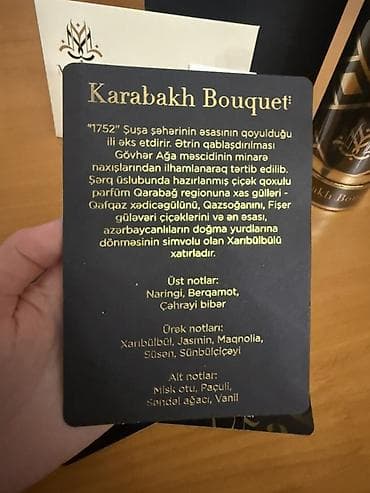 Karabakh Bouquet
"1752" Şuşa şəhərinin əsasının qoyulduğu
ili əks etdirir. Ətrin qablaşdırılması
Gövhər Ağa məscidinin minarə
naxışlarından ilhamlanaraq tərtib edilib.
Şərq üslubunda hazırlanmış çiçək qoxulu
parfüm Qarabağ regionuna xas gülləri -
Qafqaz xədicəgülünü, Qazsoğanını, Fişer
güləvəri çiçəklərini və ən əsası,
azərbaycanlıların doğma yurdlarına
dönməsinin simvolu olan Xarıbülbülü
xatırladır.
Üst notlar:
Naringi, Berqamot,
Çəhrayi bibər
Ürək notları:
Xarıbülbül, Jasmin, Maqnolia,
Süsən, Sünbülçiçəyi
Alt notlar:
Misk otu, Paçuli,
Səndəl ağacı, Vanil